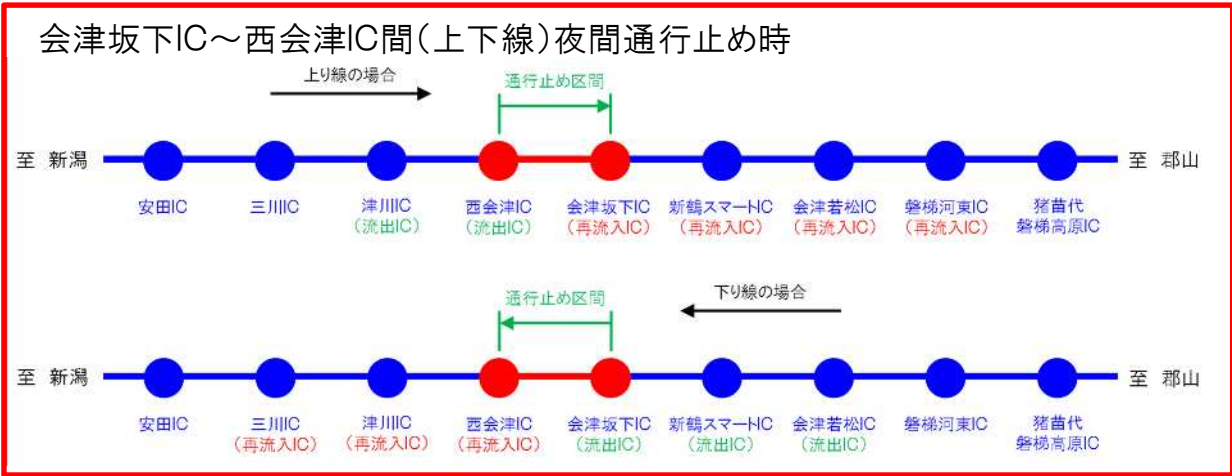 会津坂下IC～西会津IC間(上下線)夜間通行止め時
上り線の場合
通行止め区間
至 新潟
至 郡山
安田IC
三川IC
津川IC
(流出IC)
西会津IC
(流出IC)
会津坂下IC
(再流入IC)
新鶴スマートIC
(再流入IC)
会津若松IC
(再流入IC)
磐梯河東IC
(再流入IC)
猪苗代
磐梯高原IC
通行止め区間
下り線の場合
至 新潟
至 郡山
安田IC
三川IC
(再流入IC)
津川IC
(再流入IC)
西会津IC
(再流入IC)
会津坂下IC
(流出IC)
新鶴スマートIC
(流出IC)
会津若松IC
(流出IC)
磐梯河東IC
猪苗代
磐梯高原IC